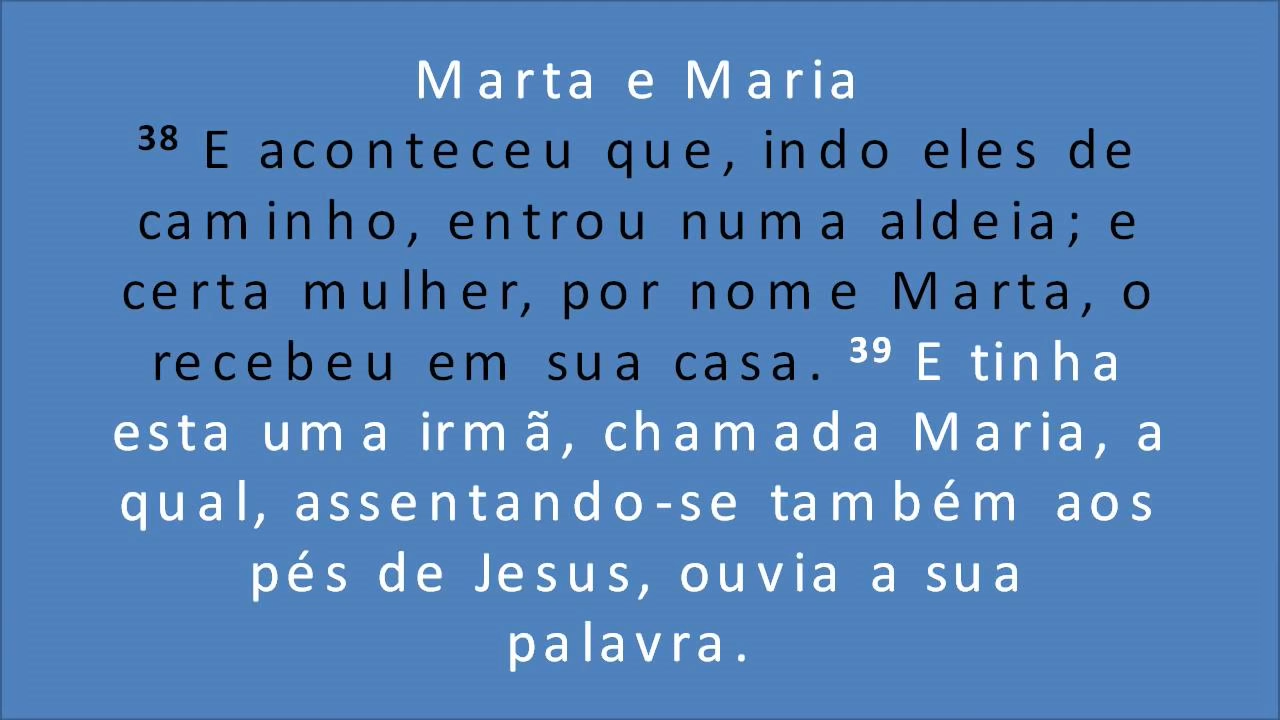 Marta e Maria
38 E aconteceu que, indo eles de
caminho, entrou numa aldeia; e
certa mulher, por nome Marta, o
recebeu em sua casa. 39 E tinha
esta uma irmã, chamada Maria, a
qual, assentando-se também aos
pés de Jesus, ouvia a sua
palavra.